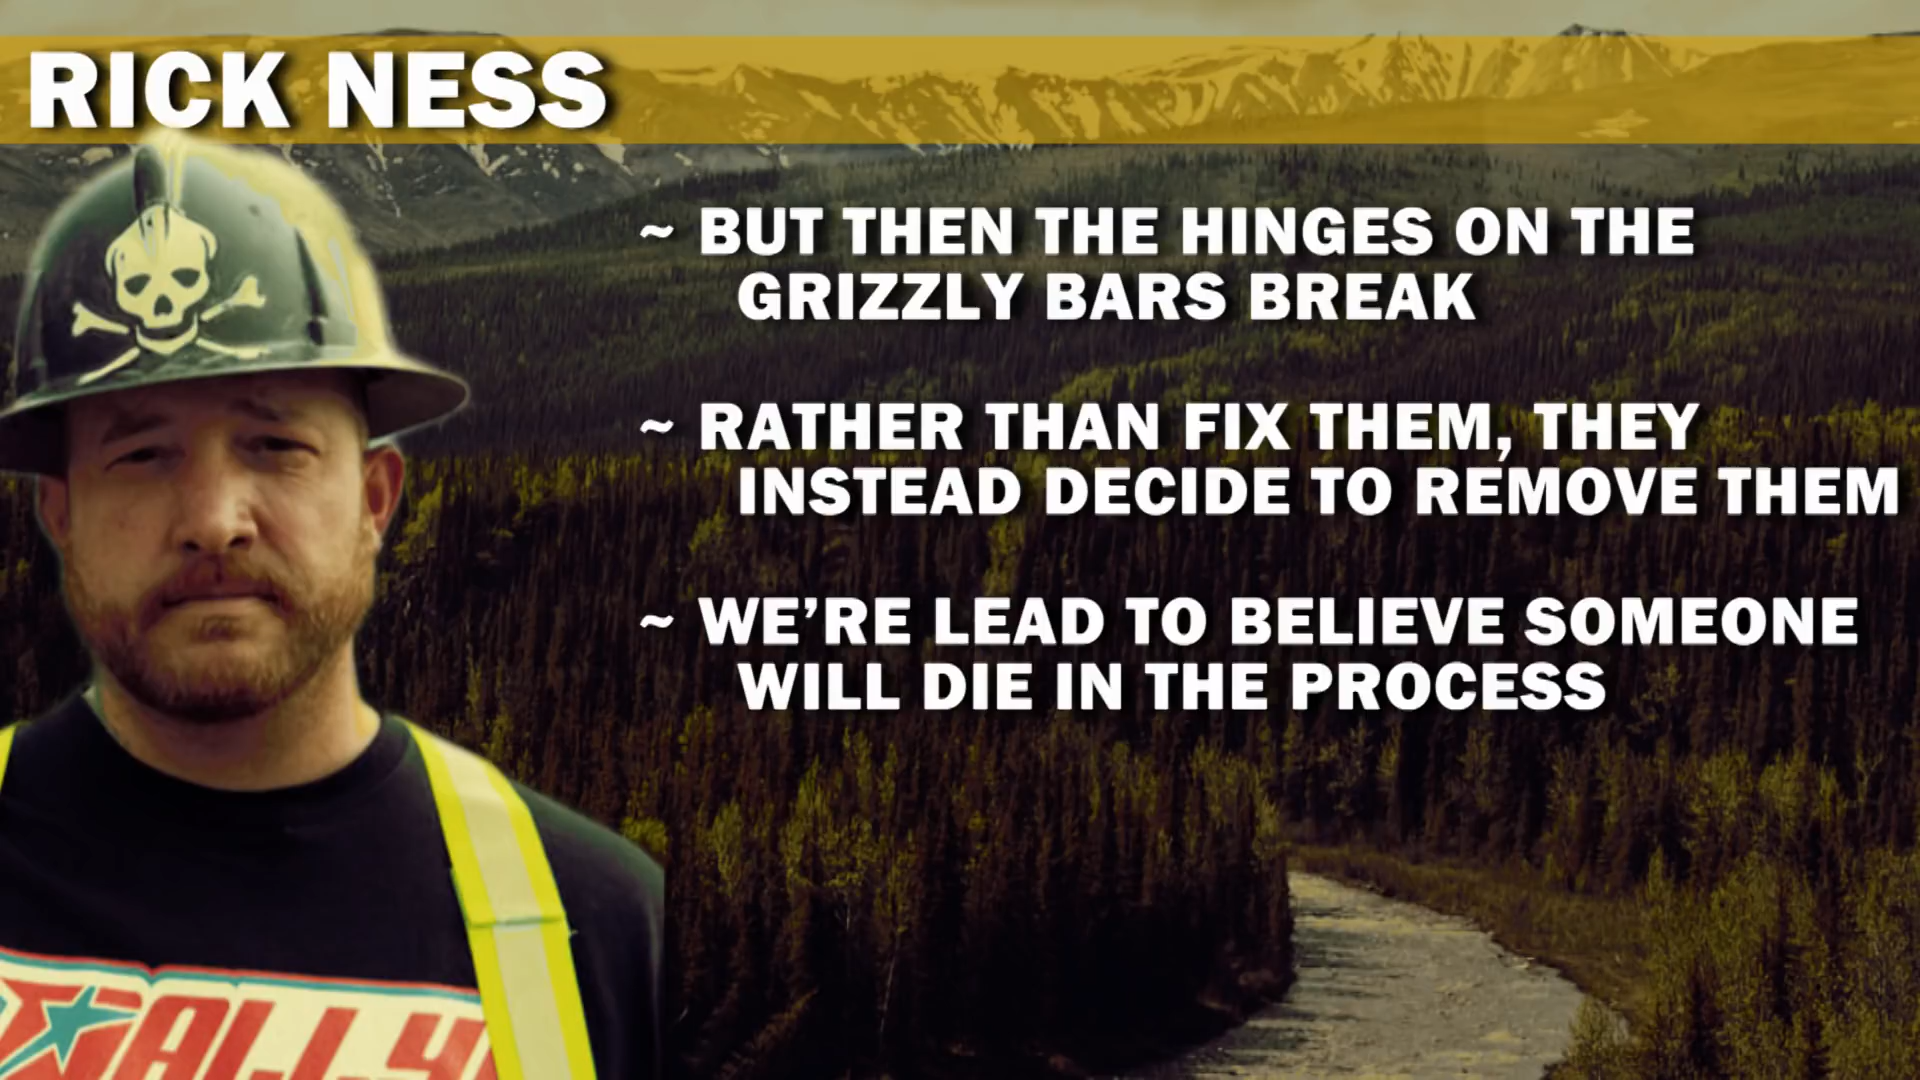 RICK NESS
~ BUT THEN THE HINGES ON THE
GRIZZLY BARS BREAK
~ RATHER THAN FIX THEM, THEY
INSTEAD DECIDE TO REMOVE THEM
~ WE'RE LEAD TO BELIEVE SOMEONE
WILL DIE IN THE PROCESS
ALLY